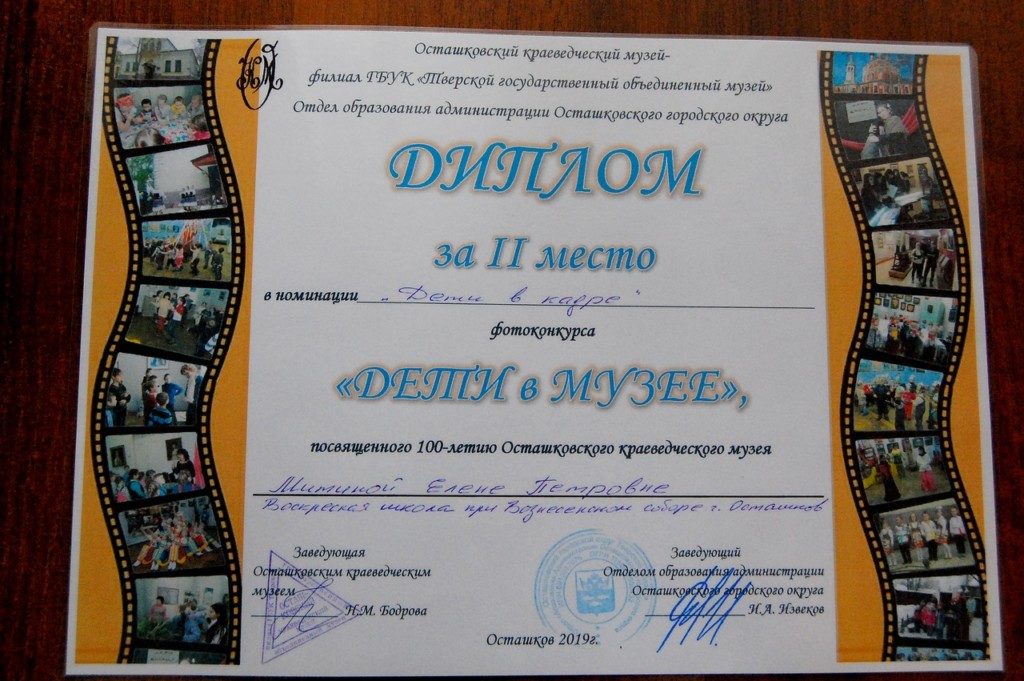 Осташковский краеведческий музей-
филиал ГБУК «Тверской государственный объединенный музей»
Отдел образования администрации Осташковского городского округа
ДИПЛОМ
за II место
в номинации „Дети в кадре“
фотоконкурса
«ДЕТИ в МУЗЕЕ»,
посвященного 100-летию Осташковского краеведческого музея
Митиной Елене Петровне
Воскресная школа при Вознесенском соборе г. Осташков
Заведующая
Осташковским краеведческим
музеем
Н.М. Бодрова
Заведующий
Отделом образования администрации
Осташковского городского округа
И.А. Извеков
Осташков 2019г.